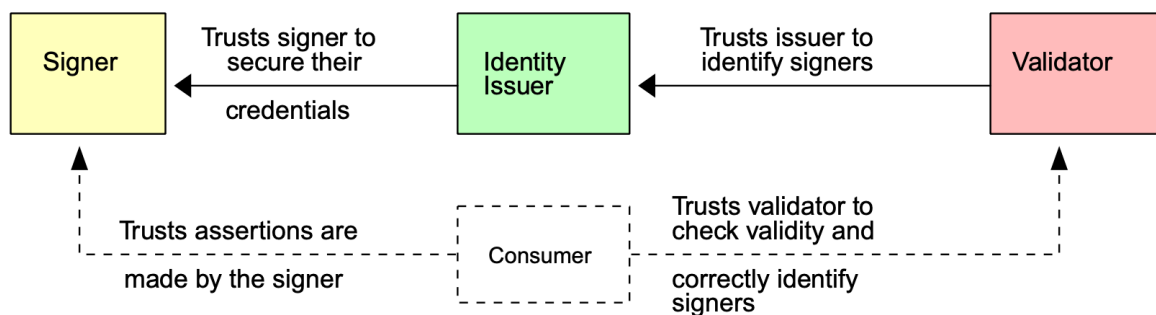 Signer
Trusts signer to
secure their
credentials
Identity
Issuer
Trusts issuer to
identify signers
Validator
Trusts assertions are
made by the signer
Consumer
Trusts validator to
check validity and
correctly identify
signers